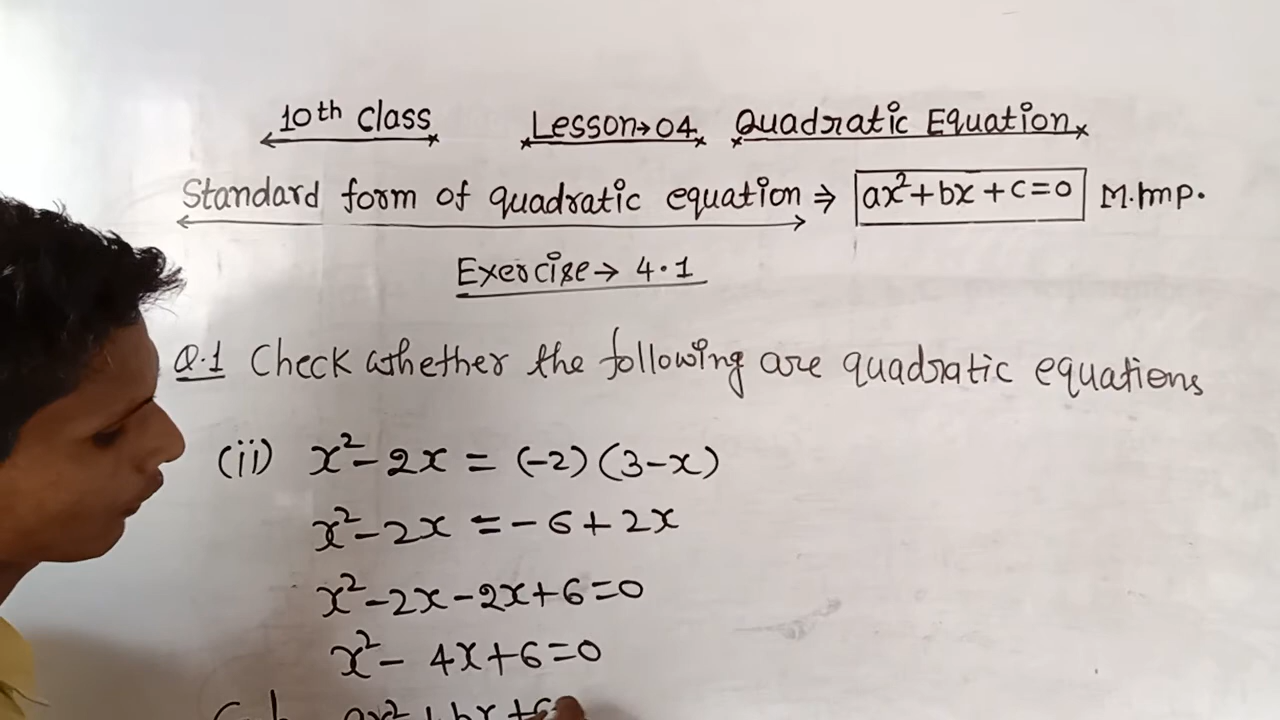 10th Class Lesson→04 Quadratic Equation
Standard form of quadratic equation ⇒ ax²+bx+c=0 M.Imp.
Exercise→ 4.1
Q.1 Check whether the following are quadratic equations
(ii) x²-2x = (-2)(3-x)
x²-2x = -6+2x
x²-2x-2x+6=0
x²- 4x+6=0
ax²+bx+c